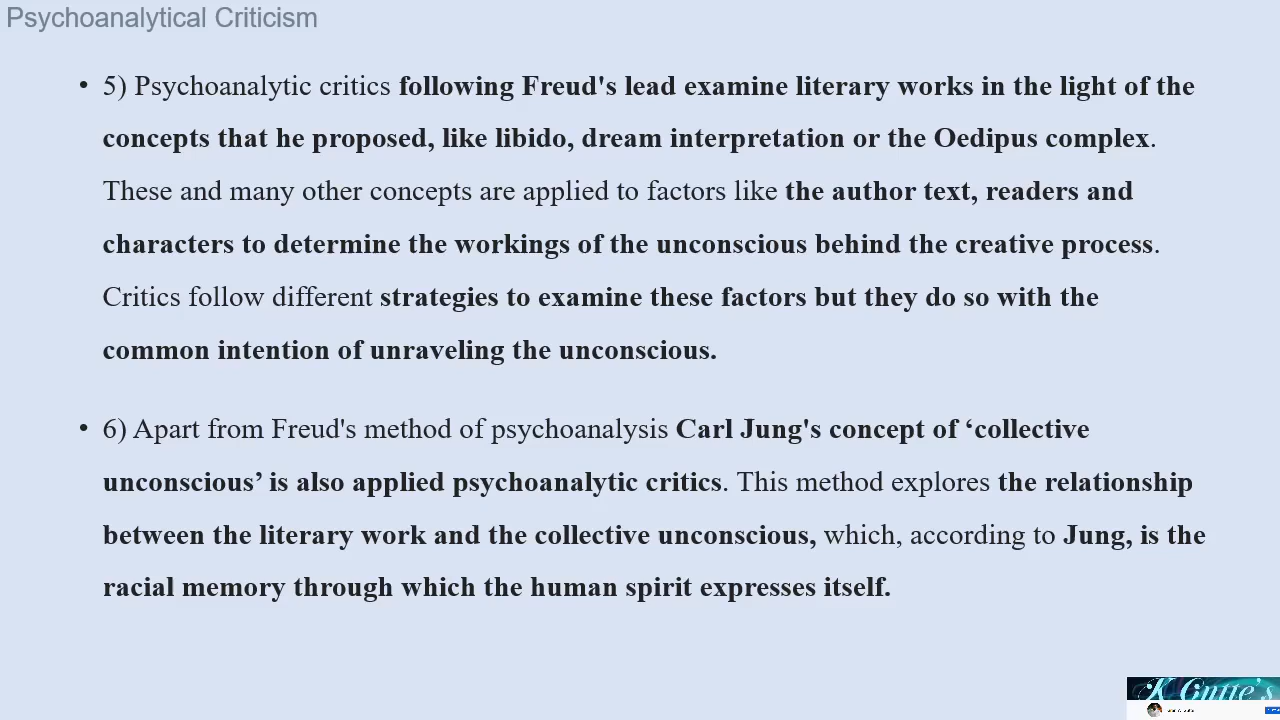 Psychoanalytical Criticism
• 5) Psychoanalytic critics following Freud's lead examine literary works in the light of the
concepts that he proposed, like libido, dream interpretation or the Oedipus complex.
These and many other concepts are applied to factors like the author text, readers and
characters to determine the workings of the unconscious behind the creative process.
Critics follow different strategies to examine these factors but they do so with the
common intention of unraveling the unconscious.
• 6) Apart from Freud's method of psychoanalysis Carl Jung's concept of ‘collective
unconscious’ is also applied psychoanalytic critics. This method explores the relationship
between the literary work and the collective unconscious, which, according to Jung, is the
racial memory through which the human spirit expresses itself.